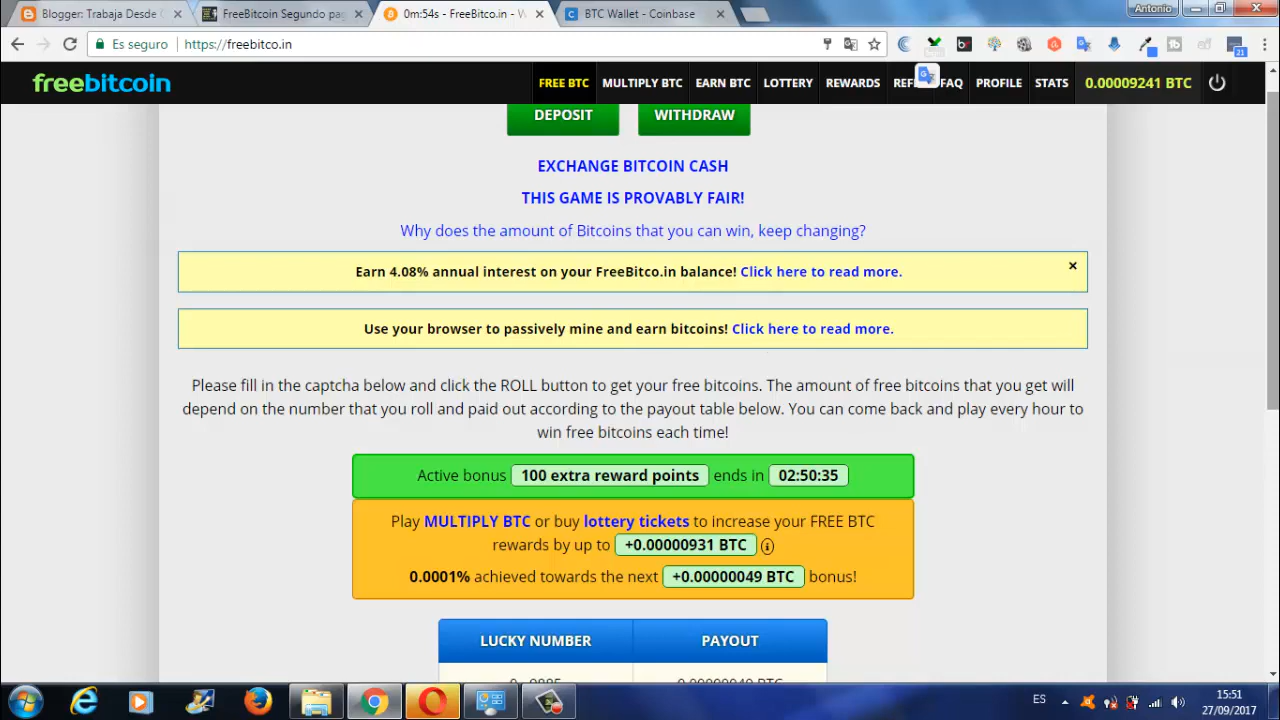 Blogger: Trabaja Desde
FreeBitcoin Segundo pag
0m:54s - FreeBitco.in - W
BTC Wallet - Coinbase
Antonio
Es seguro
https://freebitco.in
21
freebitcoin
FREE BTC MULTIPLY BTC EARN BTC LOTTERY REWARDS FAQ PROFILE STATS 0.00009241 BTC
DEPOSIT WITHDRAW
EXCHANGE BITCOIN CASH
THIS GAME IS PROVABLY FAIR!
Why does the amount of Bitcoins that you can win, keep changing?
Earn 4.08% annual interest on your FreeBitco.in balance! Click here to read more.
Use your browser to passively mine and earn bitcoins! Click here to read more.
Please fill in the captcha below and click the ROLL button to get your free bitcoins. The amount of free bitcoins that you get will
depend on the number that you roll and paid out according to the payout table below. You can come back and play every hour to
win free bitcoins each time!
Active bonus 100 extra reward points ends in 02:50:35
Play MULTIPLY BTC or buy lottery tickets to increase your FREE BTC
rewards by up to +0.00000931 BTC
0.0001% achieved towards the next +0.00000049 BTC bonus!
LUCKY NUMBER PAYOUT
ES
15:51
27/09/2017